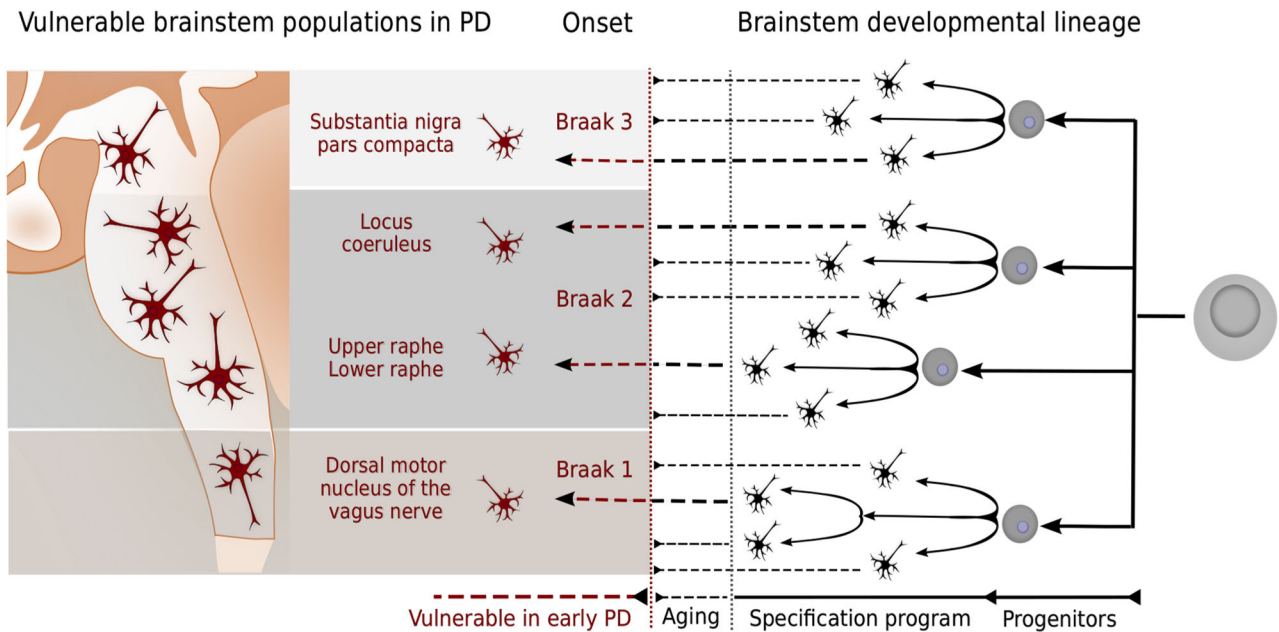 Vulnerable brainstem populations in PD
Onset
Brainstem developmental lineage
Substantia nigra
pars compacta
Braak 3
Locus
coeruleus
Braak 2
Upper raphe
Lower raphe
Dorsal motor
nucleus of the
vagus nerve
Braak 1
Vulnerable in early PD
Aging
Specification program
Progenitors